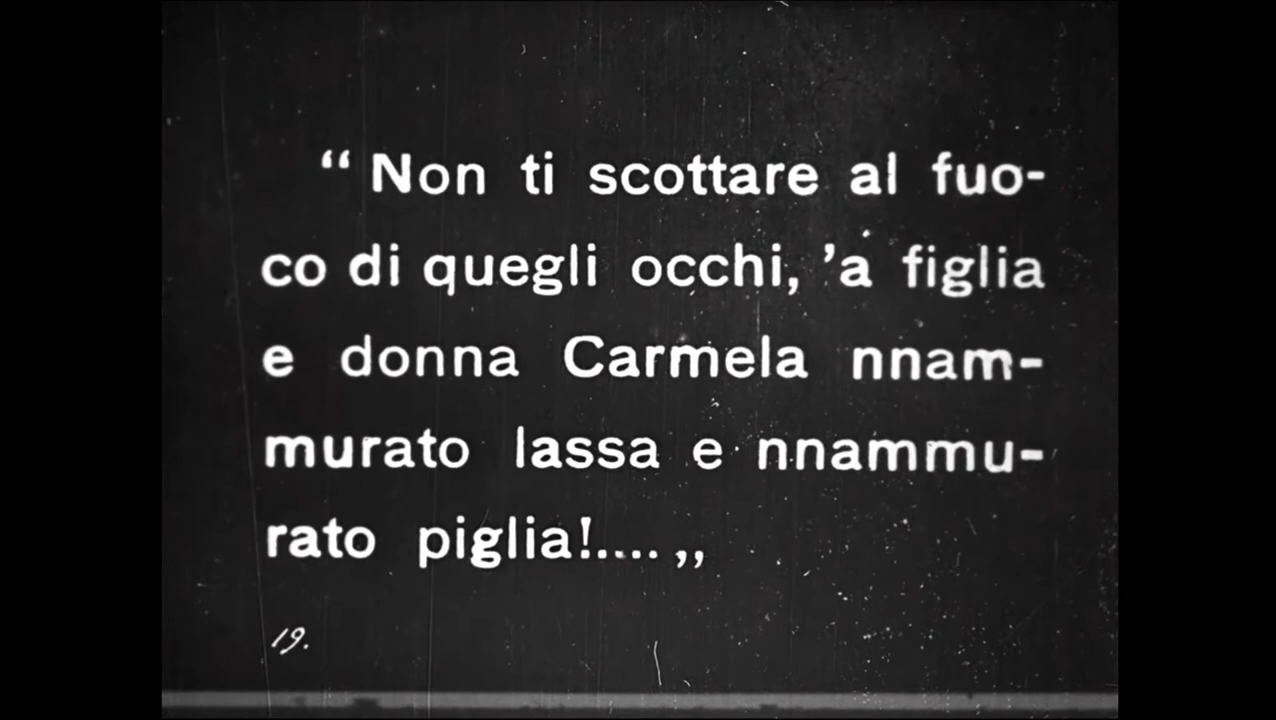 “ Non ti scottare al fuo-
co di quegli occhi, ’a figlia
e donna Carmela nnam-
murato lassa e nnammu-
rato piglia!.... ,,
19.